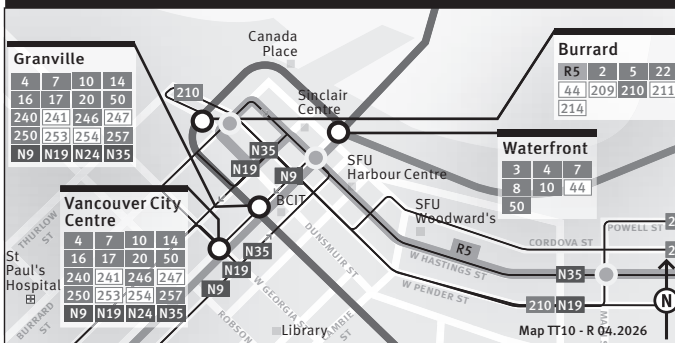 Canada
Place
Granville
4 7 10 14
16 17 20 50
240 241 246 247
250 253 254 257
N9 N19 N24 N35
210
Sinclair
Centre
Burrard
R5 2 5 22
44 209 210 211
214
N35
N19
N9
SFU
Harbour Centre
Waterfront
3 4 7
8 10 44
50
Vancouver City
Centre
4 7 10 14
16 17 20 50
240 241 246 247
250 253 254 257
N9 N19 N24 N35
BCIT
SFU
Woodward's
THURLOW
ST
St
Paul's
Hospital
BURRARD
ST
N35
N19
N9
DUNSMUIR ST
W GEORGIA ST
ROBSON
Library
ST
R5
W HASTINGS ST
W PENDER ST
CORDOVA ST
POWELL ST
2
2
N35
210 N19
N
Map TT10 - R 04.2026